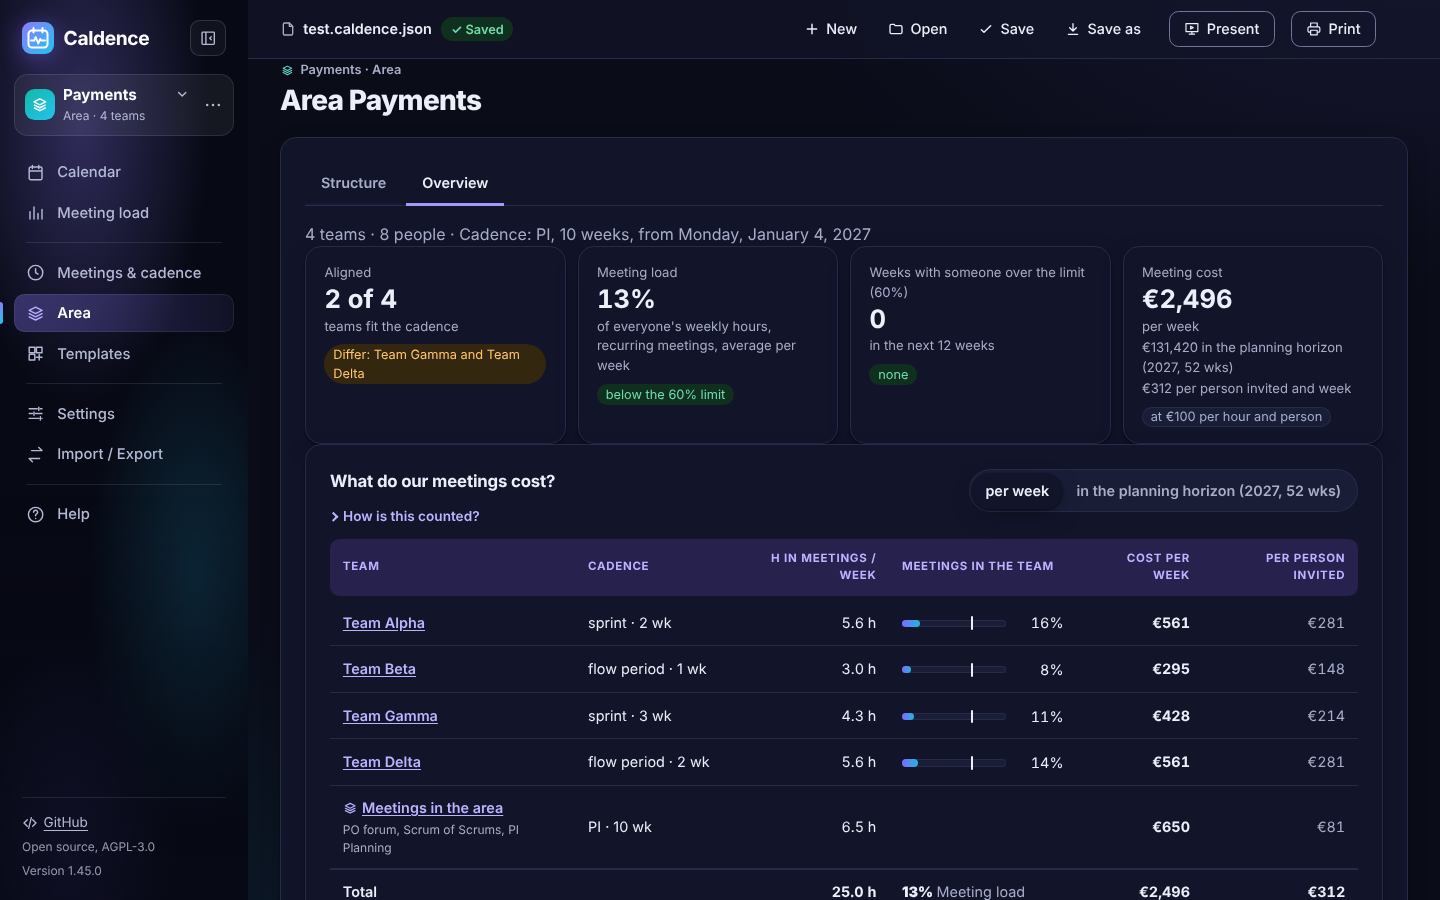 Caldence
test.caldence.json
Saved
New
Open
Save
Save as
Present
Print
Payments
Area · 4 teams
Calendar
Meeting load
Meetings & cadence
Area
Templates
Settings
Import / Export
Help
GitHub
Open source, AGPL-3.0
Version 1.45.0
Payments · Area
Area Payments
Structure
Overview
4 teams · 8 people · Cadence: PI, 10 weeks, from Monday, January 4, 2027
Aligned
2 of 4
teams fit the cadence
Differ: Team Gamma and Team
Delta
Meeting load
13%
of everyone's weekly hours,
recurring meetings, average per
week
below the 60% limit
Weeks with someone over the limit
(60%)
0
in the next 12 weeks
none
Meeting cost
€2,496
per week
€131,420 in the planning horizon
(2027, 52 wks)
€312 per person invited and week
at €100 per hour and person
What do our meetings cost?
How is this counted?
per week
in the planning horizon (2027, 52 wks)
TEAM CADENCE H IN MEETINGS / WEEK MEETINGS IN THE TEAM COST PER WEEK PER PERSON INVITED
Team Alpha sprint · 2 wk 5.6 h 16% €561 €281
Team Beta flow period · 1 wk 3.0 h 8% €295 €148
Team Gamma sprint · 3 wk 4.3 h 11% €428 €214
Team Delta flow period · 2 wk 5.6 h 14% €561 €281
Meetings in the area
PO forum, Scrum of Scrums, PI
Planning
PI · 10 wk 6.5 h €650 €81
Total 25.0 h 13% Meeting load €2,496 €312